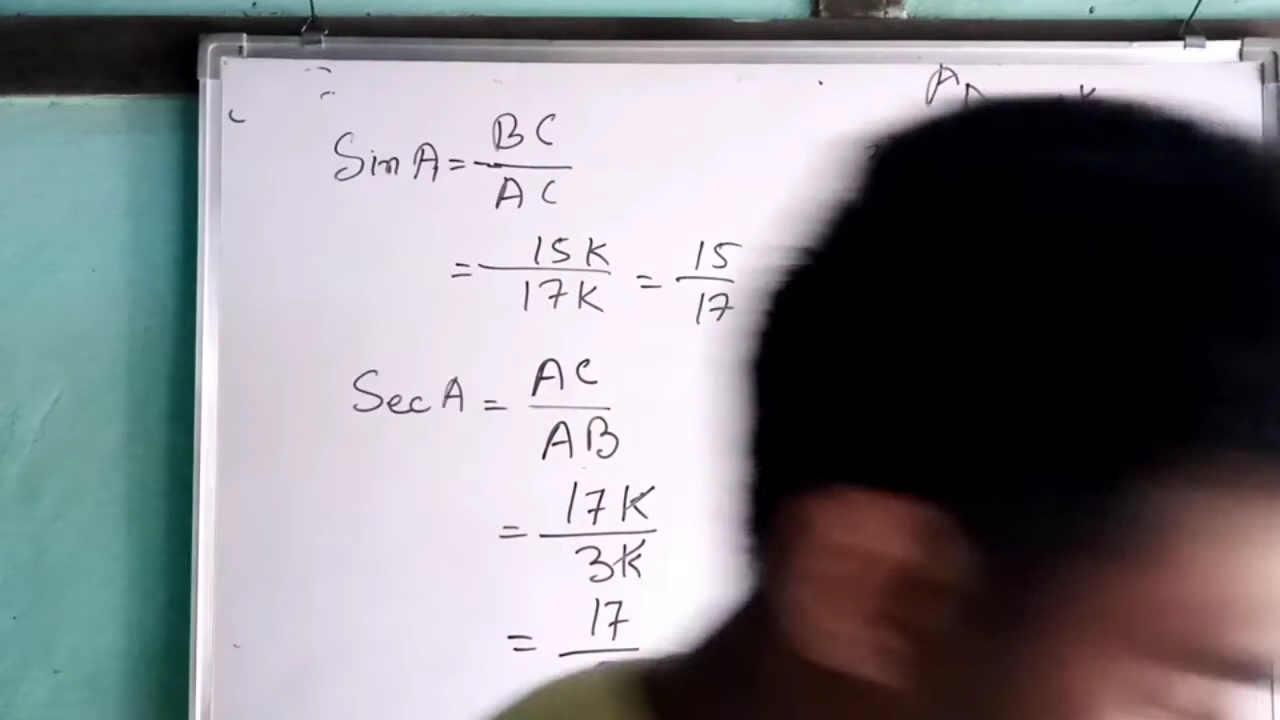 A
Sin A = BC / AC
= 15K / 17K = 15 / 17
Sec A = AC / AB
= 17K / 3K
= 17